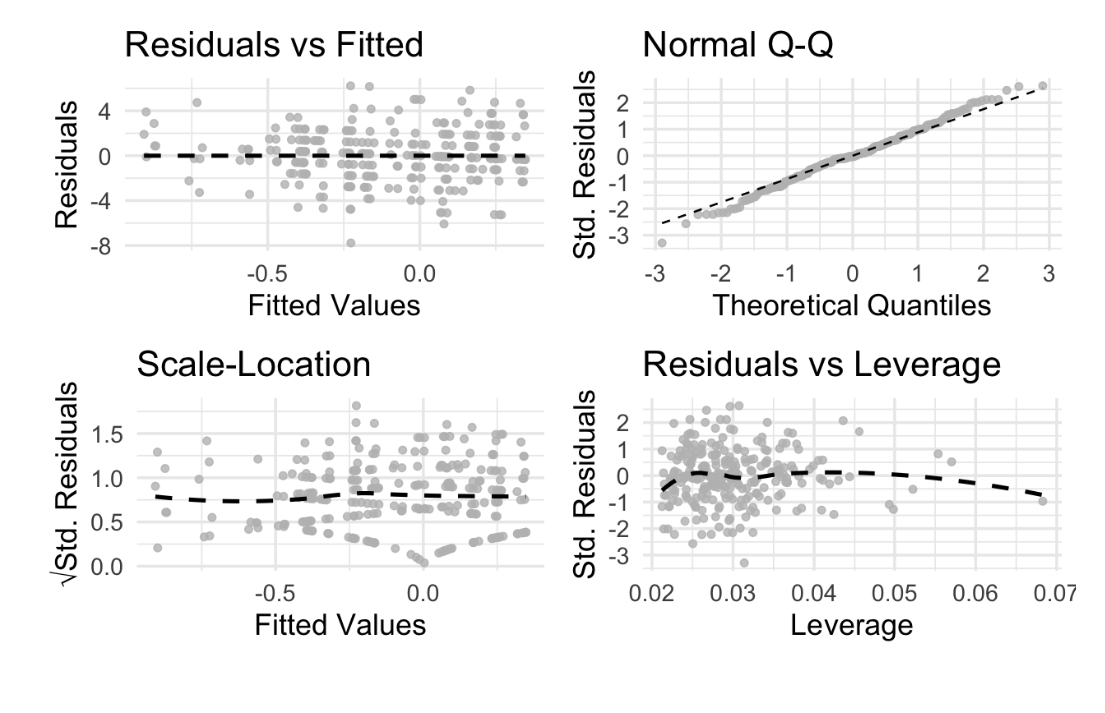 Residuals vs Fitted
Residuals
4
0
-4
-8
-0.5 0.0
Fitted Values
Normal Q-Q
Std. Residuals
2
1
0
-1
-2
-3
-3 -2 -1 0 1 2 3
Theoretical Quantiles
Scale-Location
√Std. Residuals
1.5
1.0
0.5
0.0
-0.5 0.0
Fitted Values
Residuals vs Leverage
Std. Residuals
2
1
0
-1
-2
-3
0.02 0.03 0.04 0.05 0.06 0.07
Leverage